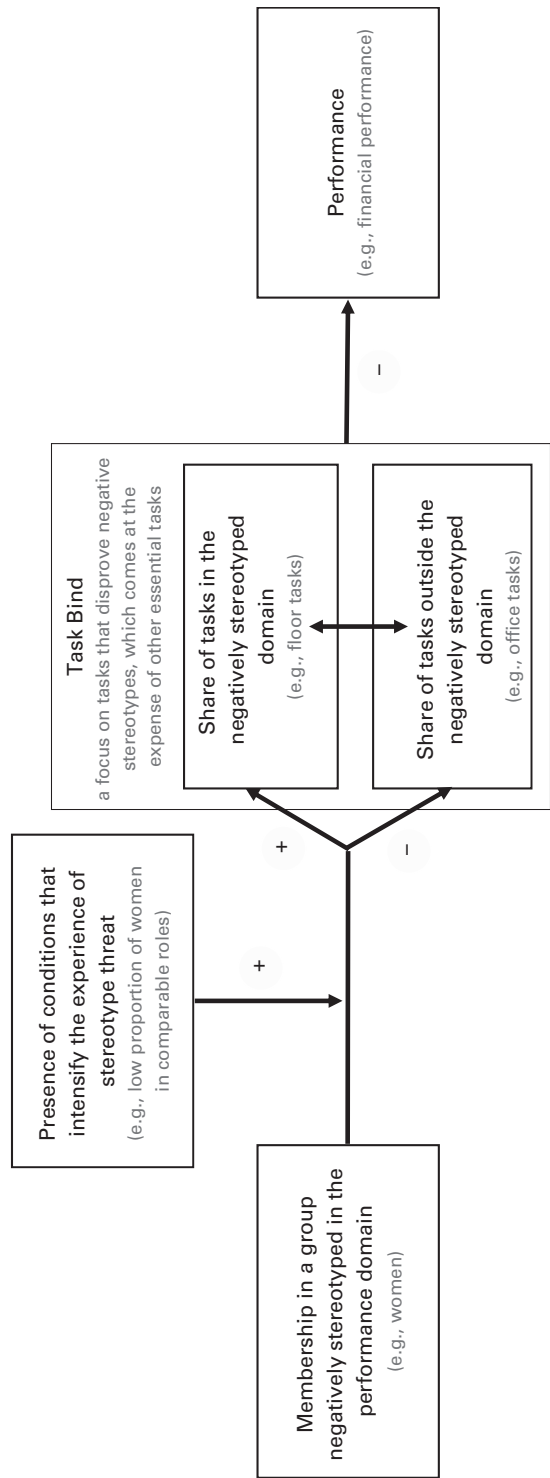 Presence of conditions that
intensify the experience of
stereotype threat
(e.g., low proportion of women
in comparable roles)
Membership in a group
negatively stereotyped in the
performance domain
(e.g., women)
+
+
–
Task Bind
a focus on tasks that disprove negative
stereotypes, which comes at the
expense of other essential tasks
Share of tasks in the
negatively stereotyped
domain
(e.g., floor tasks)
Share of tasks outside the
negatively stereotyped
domain
(e.g., office tasks)
–
Performance
(e.g., financial performance)